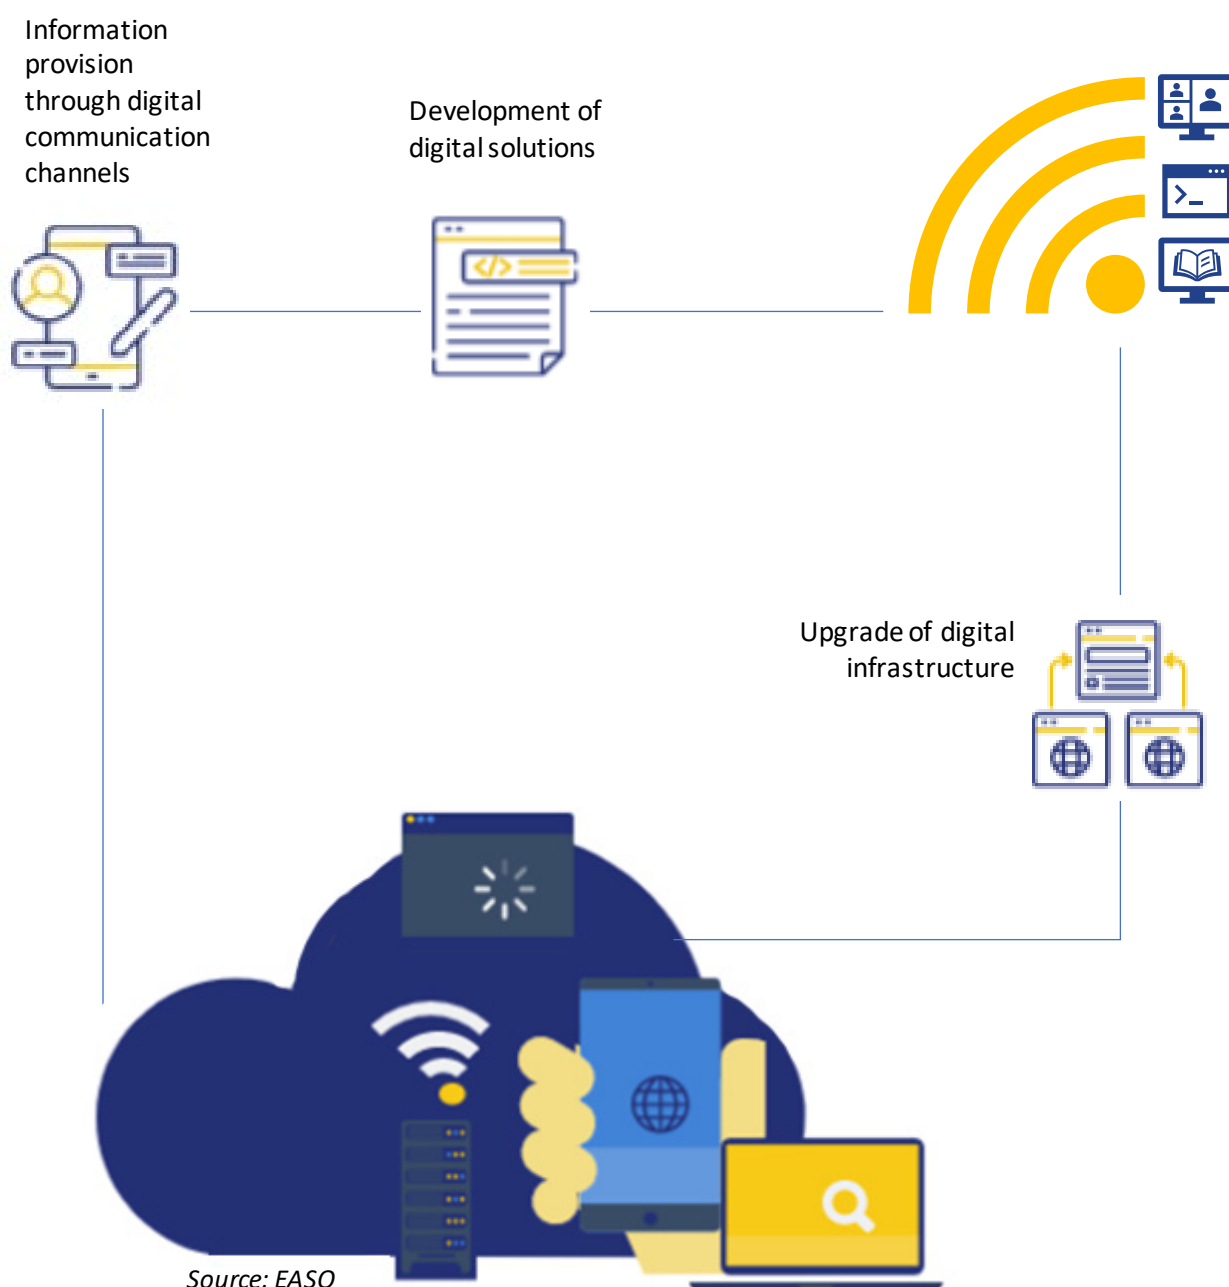 Information
provision
through digital
communication
channels
Development of
digital solutions
</>
>_
Upgrade of digital
infrastructure
Source: EASO